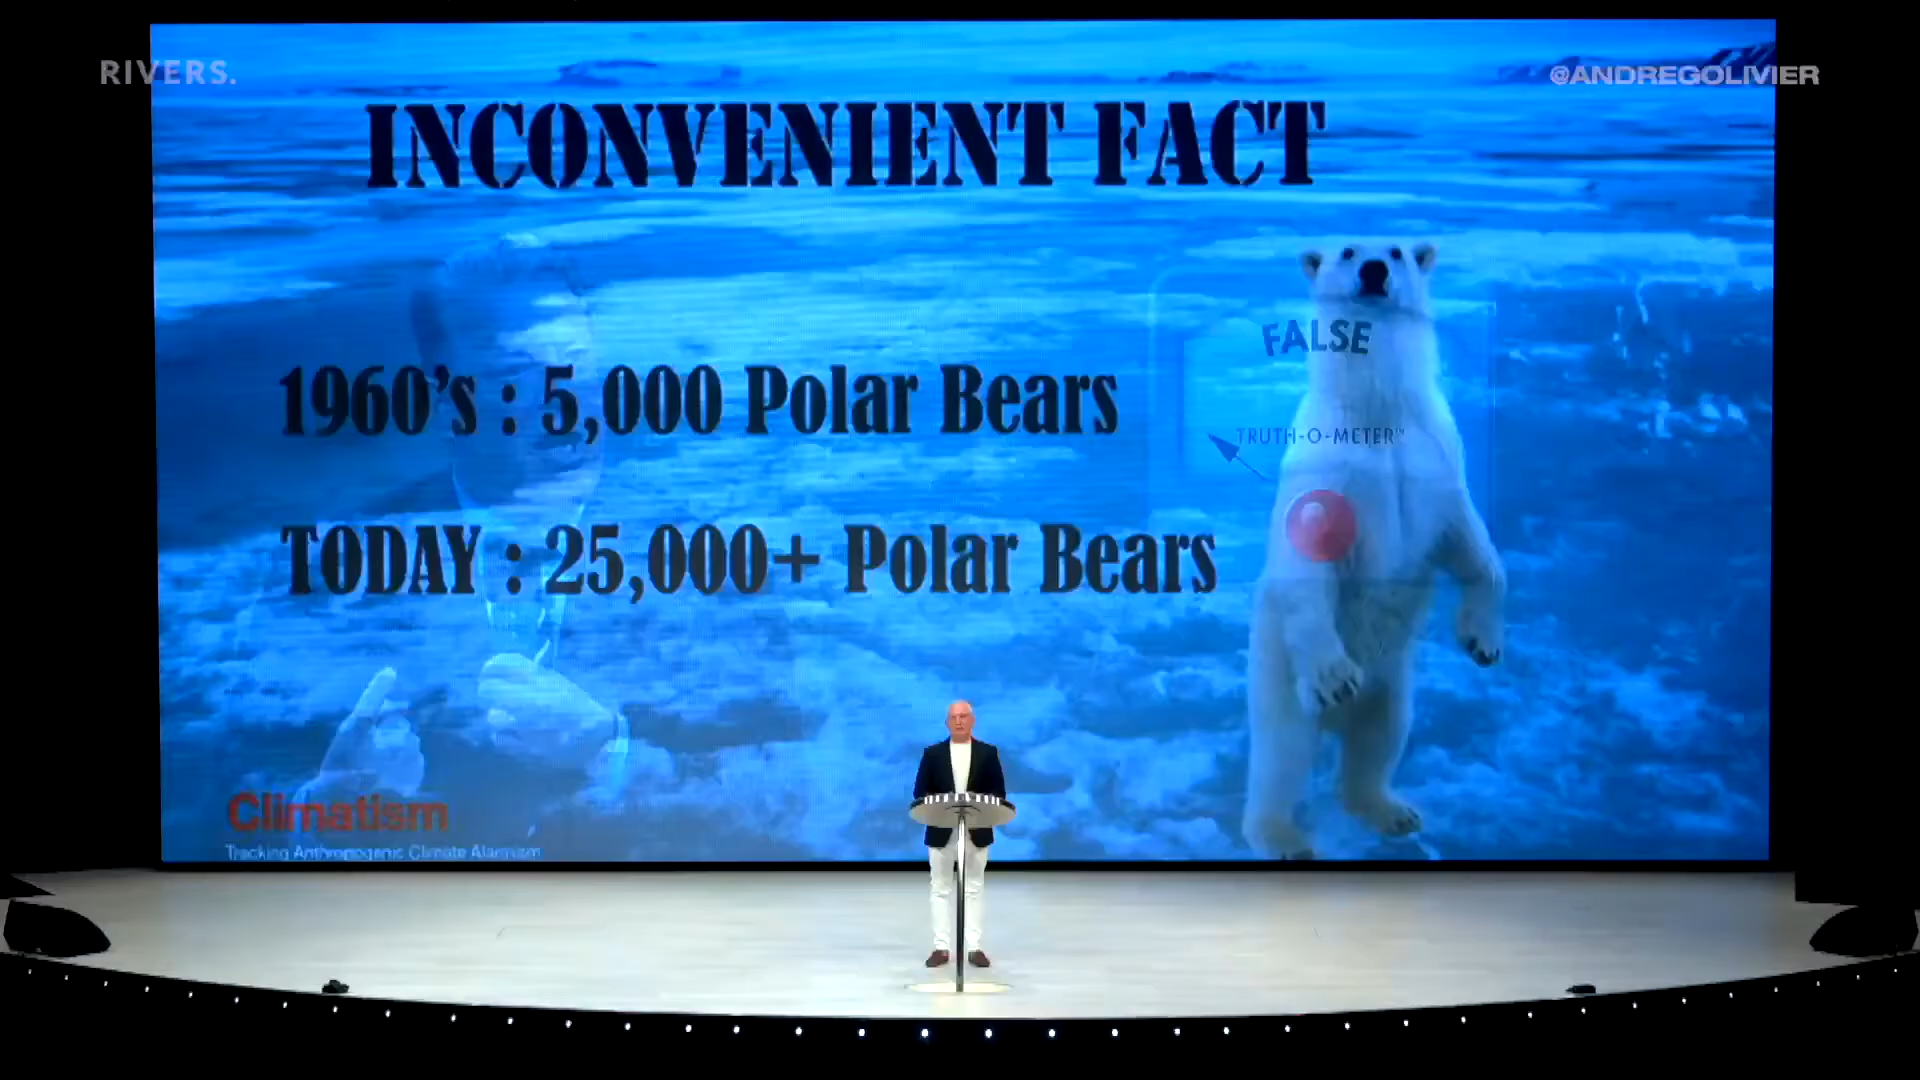 RIVERS.
@ANDREGOLIVIER
INCONVENIENT FACT
FALSE
1960's : 5,000 Polar Bears
TRUTH-O-METER™
TODAY : 25,000+ Polar Bears
Climatism
Tracking Anthropogenic Climate Alarmism